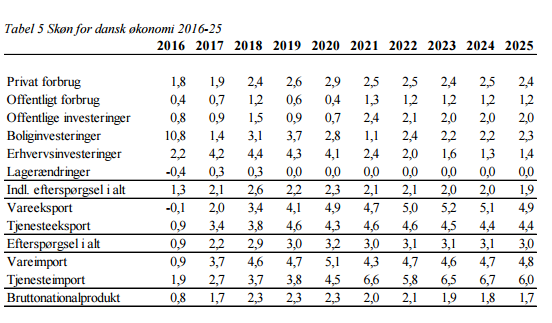 Tabel 5 Skøn for dansk økonomi 2016-25
2016 2017 2018 2019 2020 2021 2022 2023 2024 2025
Privat forbrug 1,8 1,9 2,4 2,6 2,9 2,5 2,5 2,4 2,5 2,4
Offentligt forbrug 0,4 0,7 1,2 0,6 0,4 1,3 1,2 1,2 1,2 1,2
Offentlige investeringer 0,8 0,9 1,5 0,9 0,7 2,4 2,1 2,0 2,0 2,0
Boliginvesteringer 10,8 1,4 3,1 3,7 2,8 1,1 2,4 2,2 2,2 2,3
Erhvervsinvesteringer 2,2 4,2 4,4 4,3 4,1 2,4 2,0 1,6 1,3 1,4
Lagerændringer -0,4 0,3 0,3 0,0 0,0 0,0 0,0 0,0 0,0 0,0
Indl. efterspørgsel i alt 1,3 2,1 2,6 2,2 2,3 2,1 2,1 2,0 2,0 1,9
Vareeksport -0,1 2,0 3,4 4,1 4,9 4,7 5,0 5,2 5,1 4,9
Tjenesteeksport 0,9 3,4 3,8 4,6 4,3 4,6 4,6 4,5 4,4 4,4
Efterspørgsel i alt 0,9 2,2 2,9 3,0 3,2 3,0 3,1 3,1 3,1 3,0
Vareimport 0,9 3,7 4,6 4,7 5,1 4,3 4,7 4,6 4,7 4,8
Tjenesteimport 1,9 2,7 3,7 3,8 4,5 6,6 5,8 6,5 6,7 6,0
Bruttonationalprodukt 0,8 1,7 2,3 2,3 2,3 2,0 2,1 1,9 1,8 1,7